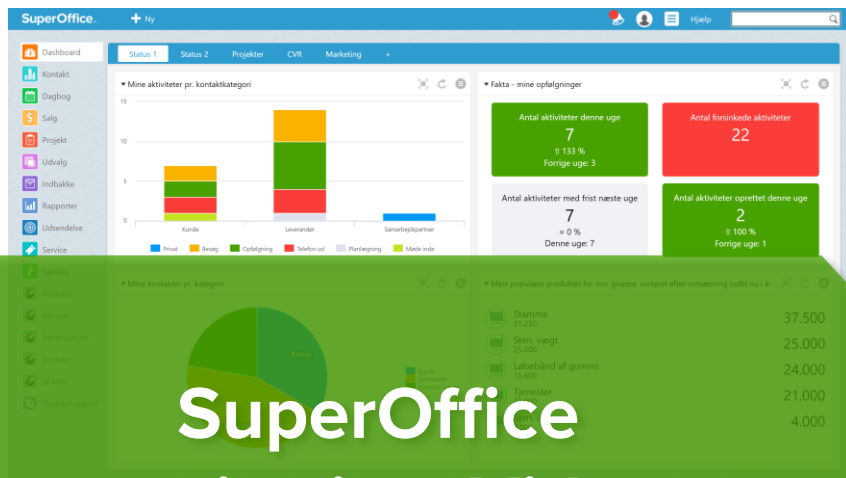 SuperOffice.
Ny
Hjælp
Dashboard
Kontakt
Dagbog
Salg
Projekt
Udvalg
Indbakke
Rapporter
Udsendelse
Service
Status 1
Status 2
Projekter
CVR
Marketing
+
Mine aktiviteter pr. kontaktkategori
15
10
5
0
Kunde
Leverandør
Samarbejdspartner
Privat
Besøg
Opfølgning
Telefon ud
Planlægning
Møde inde
Fakta - mine opfølgninger
Antal aktiviteter denne uge
7
⇧ 133 %
Forrige uge: 3
Antal forsinkede aktiviteter
22
Antal aktiviteter med frist næste uge
7
= 0 %
Denne uge: 7
Antal aktiviteter oprettet denne uge
2
⇧ 100 %
Forrige uge: 1
Mine kontakter pr. kategori
Kunde
Mest populære produkter for min gruppe, sorteret efter omsætning indtil nu i år
Stamme
31.250
37.500
Sten, vægt
25.000
25.000
Løbebånd af gummi
15.600
24.000
Tjenester
21.000
4.000
SuperOffice